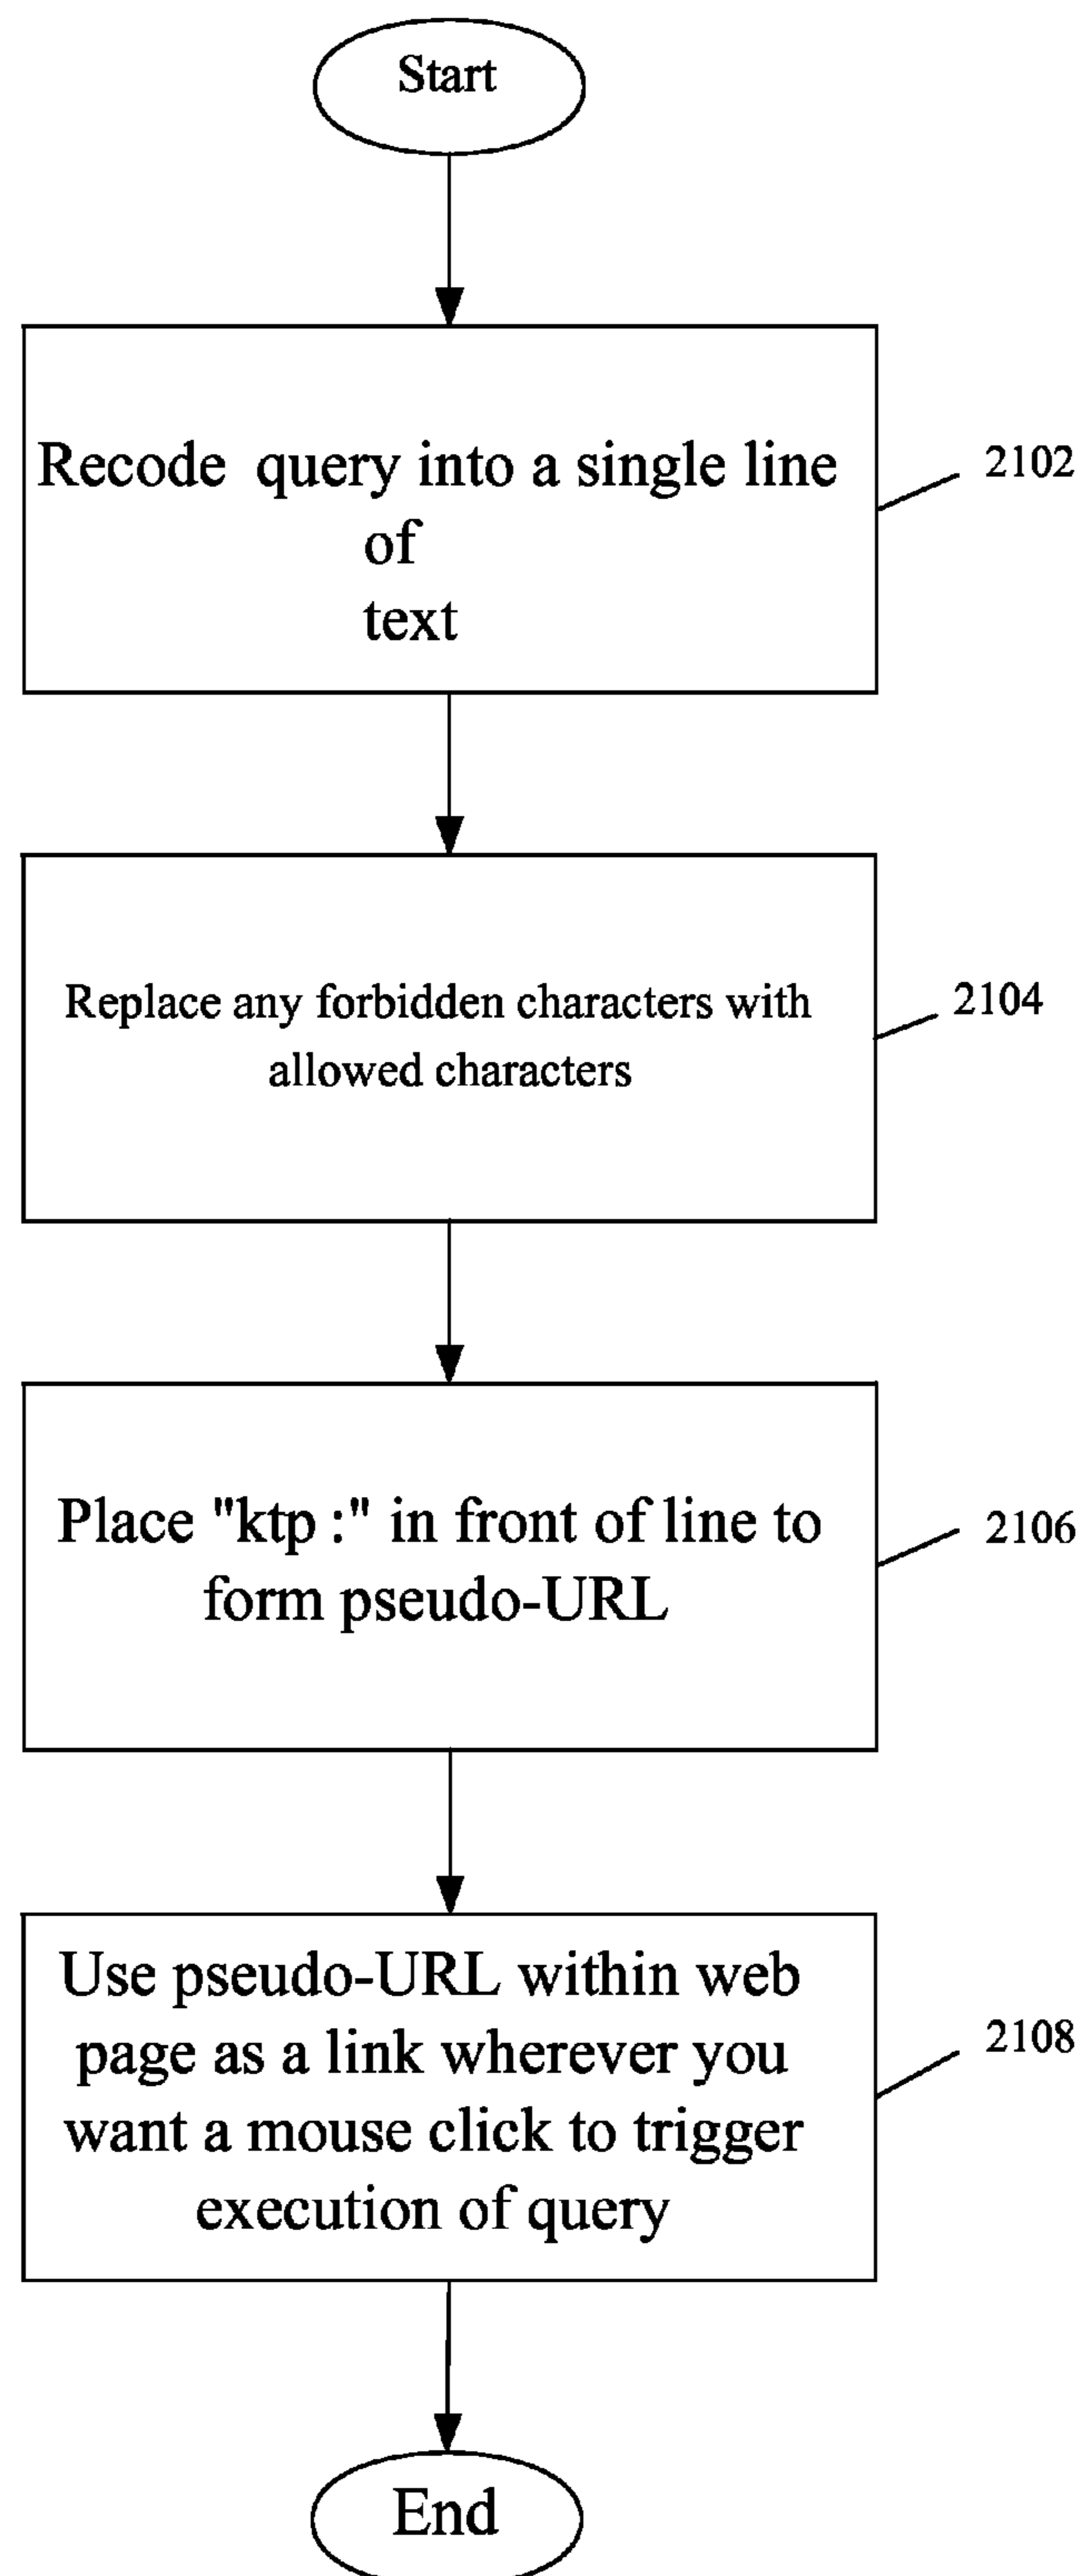 Start
Recode query into a single line
of
text
2102
Replace any forbidden characters with
allowed characters
2104
Place "ktp :" in front of line to
form pseudo-URL
2106
Use pseudo-URL within web
page as a link wherever you
want a mouse click to trigger
execution of query
2108
End